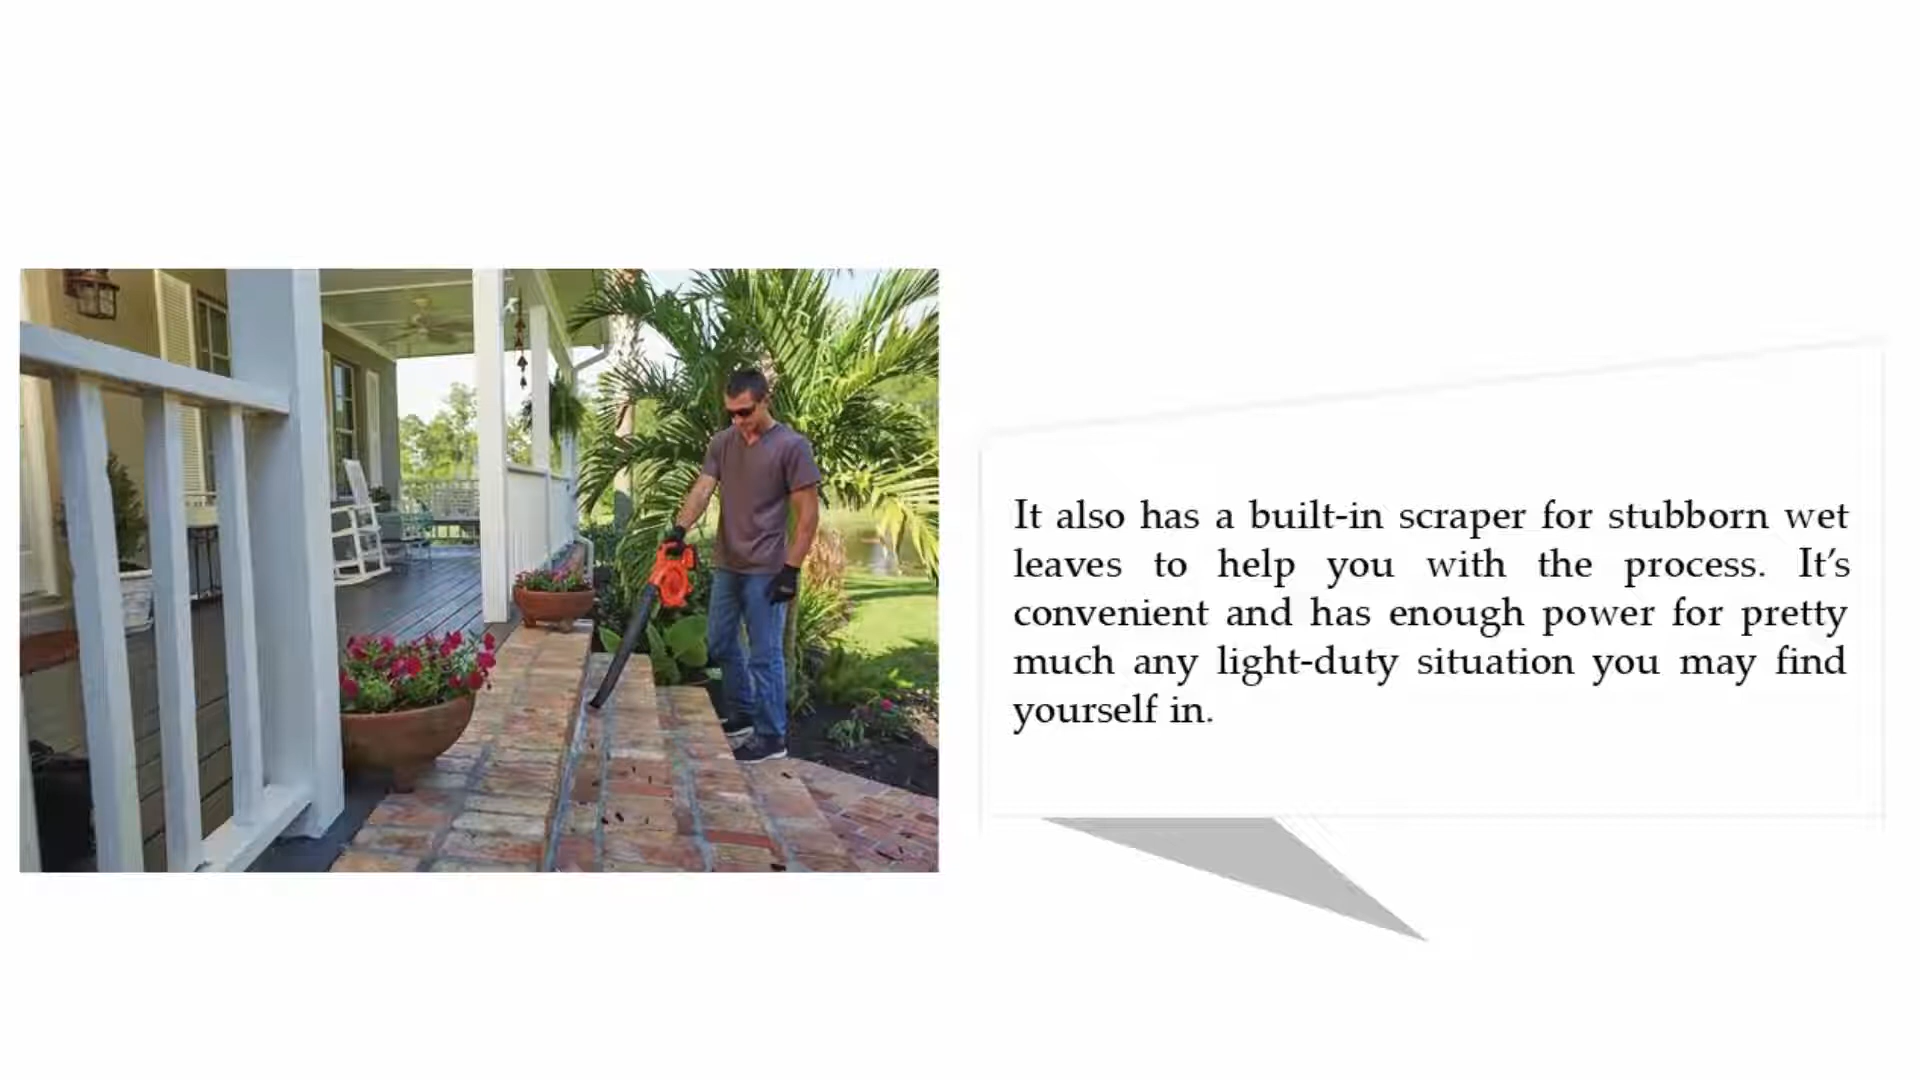 It also has a built-in scraper for stubborn wet
leaves to help you with the process. It’s
convenient and has enough power for pretty
much any light-duty situation you may find
yourself in.